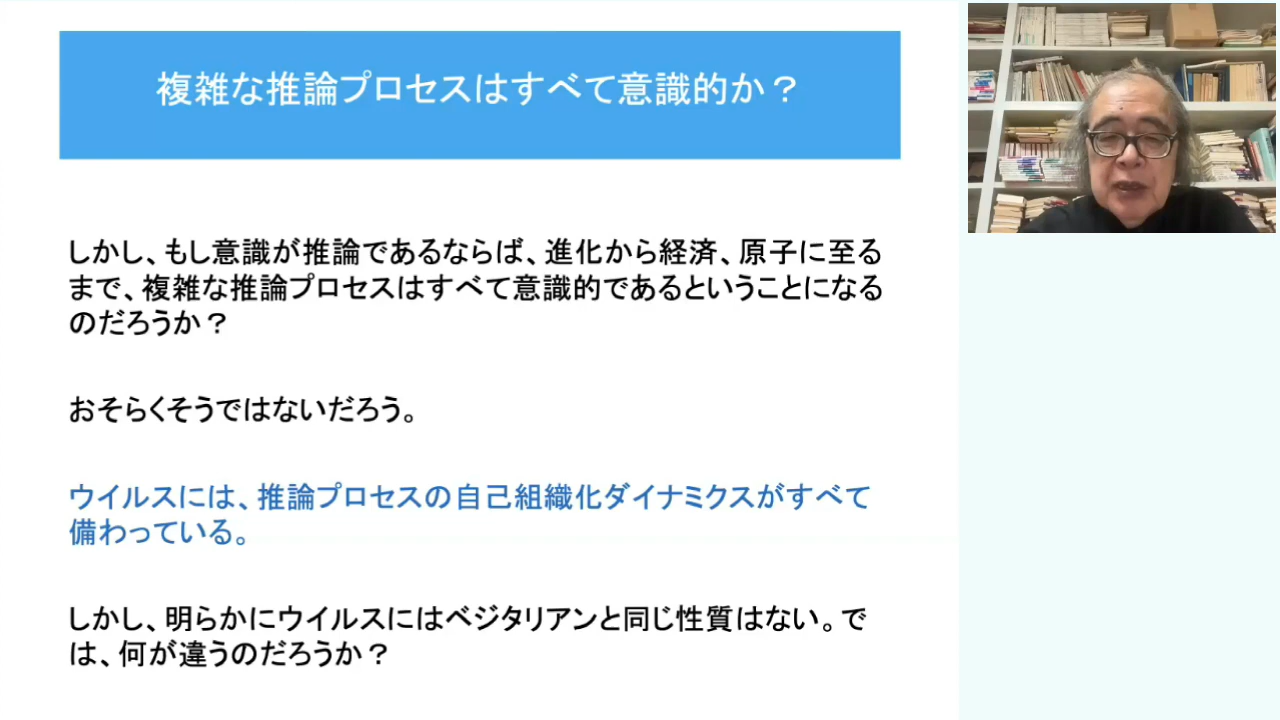 複雑な推論プロセスはすべて意識的か？
しかし、もし意識が推論であるならば、進化から経済、原子に至る
まで、複雑な推論プロセスはすべて意識的であるということになる
のだろうか？
おそらくそうではないだろう。
ウイルスには、推論プロセスの自己組織化ダイナミクスがすべて
備わっている。
しかし、明らかにウイルスにはベジタリアンと同じ性質はない。で
は、何が違うのだろうか？